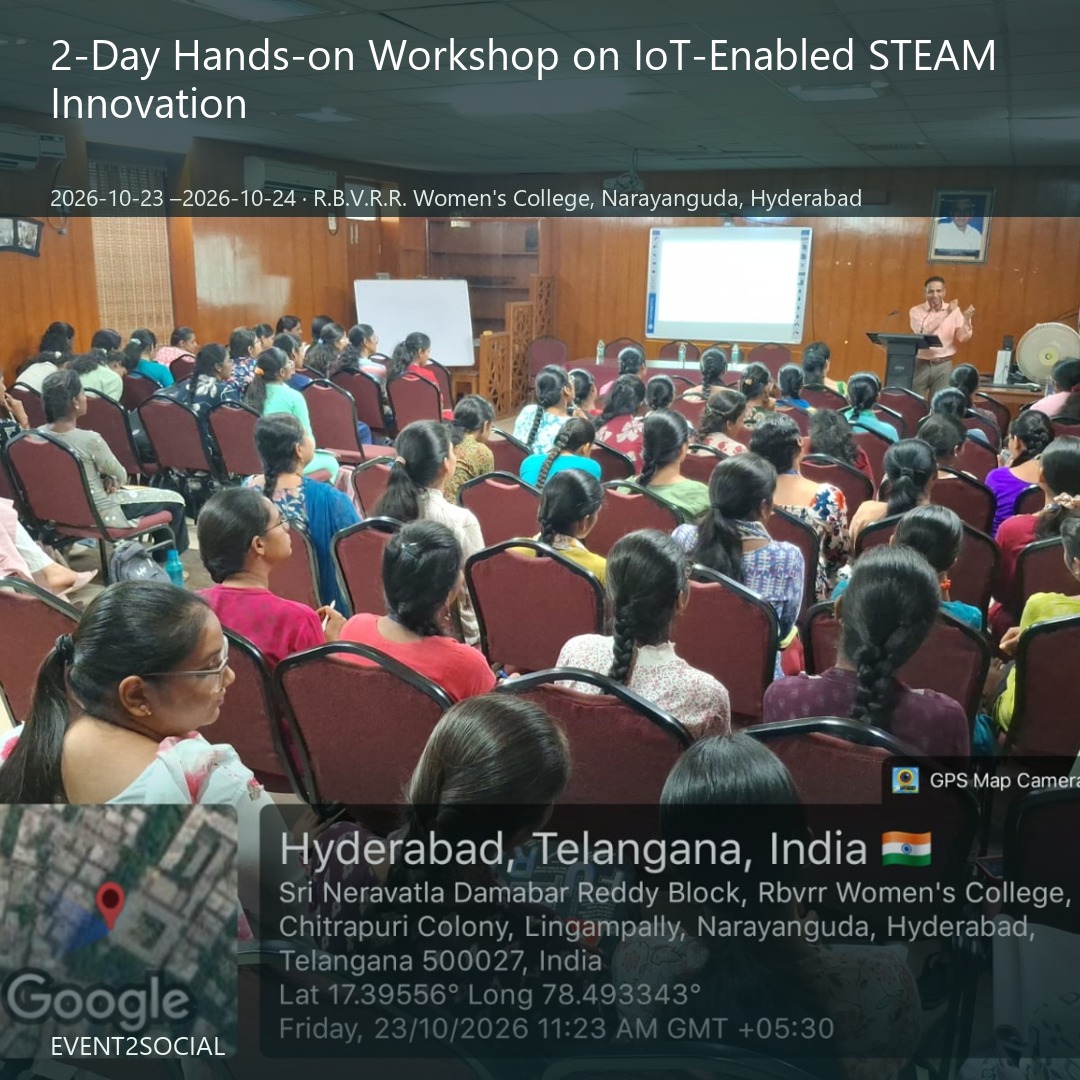 2-Day Hands-on Workshop on IoT-Enabled STEAM
Innovation
2026-10-23 –2026-10-24 · R.B.V.R.R. Women's College, Narayanguda, Hyderabad
GPS Map Camera
Hyderabad, Telangana, India
Sri Neravatla Damabar Reddy Block, Rbvrr Women's College,
Chitrapuri Colony, Lingampally, Narayanguda, Hyderabad,
Telangana 500027, India
Lat 17.39556° Long 78.493343°
Friday, 23/10/2026 11:23 AM GMT +05:30
Google
EVENT2SOCIAL